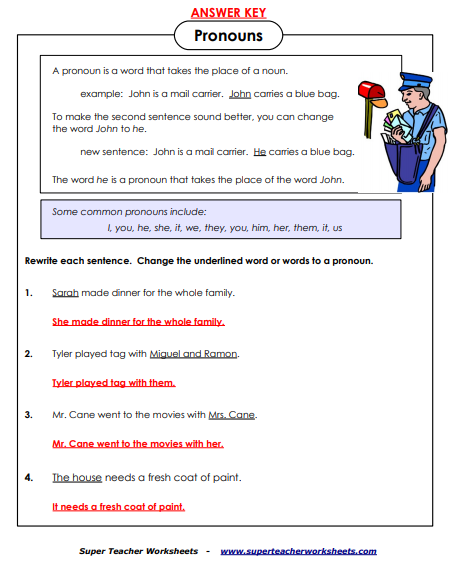 ANSWER KEY
Pronouns
A pronoun is a word that takes the place of a noun.
example: John is a mail carrier. John carries a blue bag.
To make the second sentence sound better, you can change
the word John to he.
new sentence: John is a mail carrier. He carries a blue bag.
The word he is a pronoun that takes the place of the word John.
Some common pronouns include:
I, you, he, she, it, we, they, you, him, her, them, it, us
Rewrite each sentence. Change the underlined word or words to a pronoun.
1. Sarah made dinner for the whole family.
She made dinner for the whole family.
2. Tyler played tag with Miguel and Ramon.
Tyler played tag with them.
3. Mr. Cane went to the movies with Mrs. Cane.
Mr. Cane went to the movies with her.
4. The house needs a fresh coat of paint.
It needs a fresh coat of paint.
Super Teacher Worksheets - www.superteacherworksheets.com